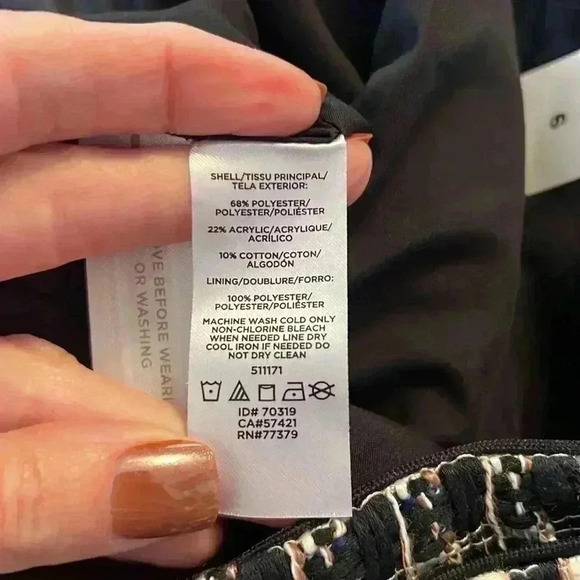 SHELL/TISSU PRINCIPAL/
TELA EXTERIOR:
68% POLYESTER/
POLYESTER/POLIÉSTER
22% ACRYLIC/ACRYLIQUE/
ACRÍLICO
10% COTTON/COTON/
ALGODÓN
LINING/DOUBLURE/FORRO:
100% POLYESTER/
POLYESTER/POLIÉSTER
MACHINE WASH COLD ONLY
NON-CHLORINE BLEACH
WHEN NEEDED LINE DRY
COOL IRON IF NEEDED DO
NOT DRY CLEAN
511171
ID# 70319
CA#57421
RN#77379
BEFORE
OR WASHING